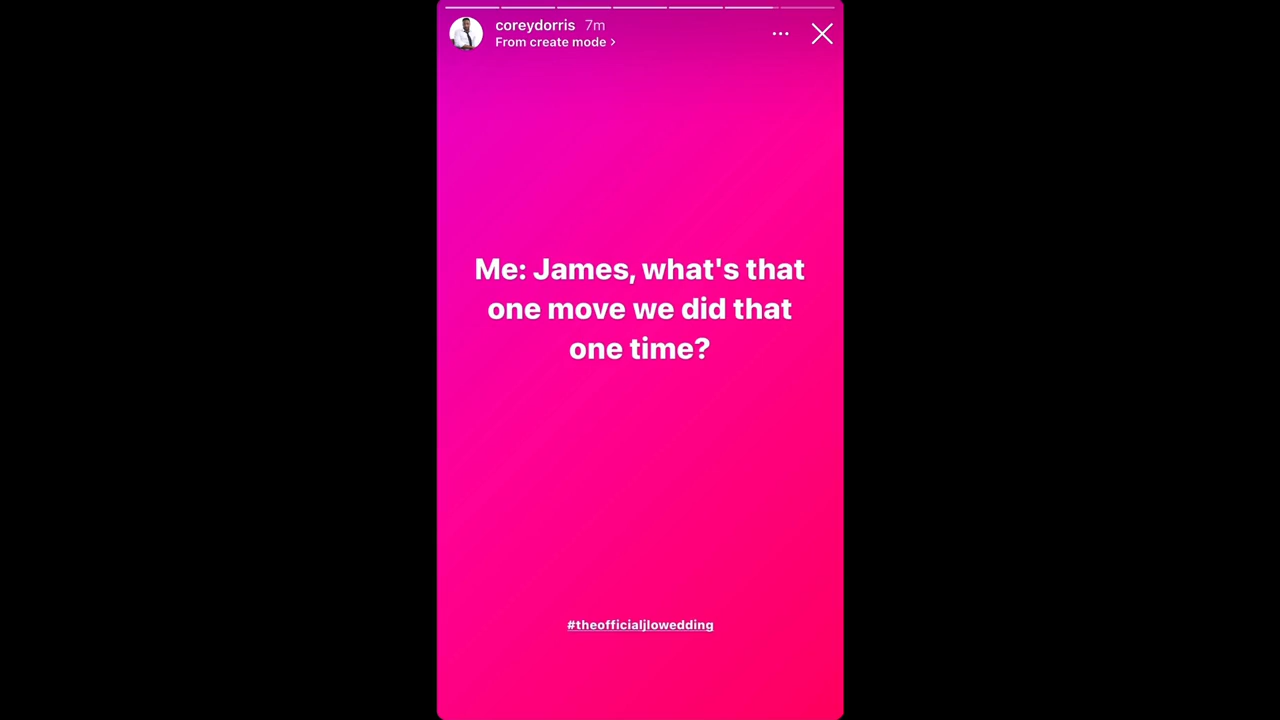 coreydorris 7m
From create mode >
Me: James, what's that
one move we did that
one time?
#theofficialjlowedding